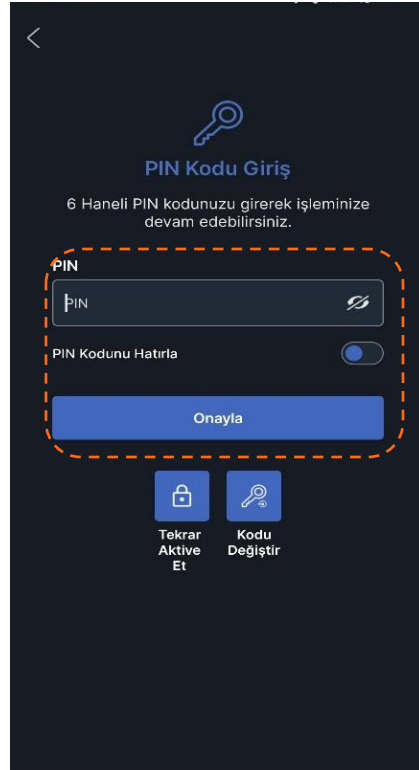 PIN Kodu Giriş
6 Haneli PIN kodunuzu girerek işleminize
devam edebilirsiniz.
PIN
PIN
PIN Kodunu Hatırla
Onayla
Tekrar
Aktive
Et
Kodu
Değiştir